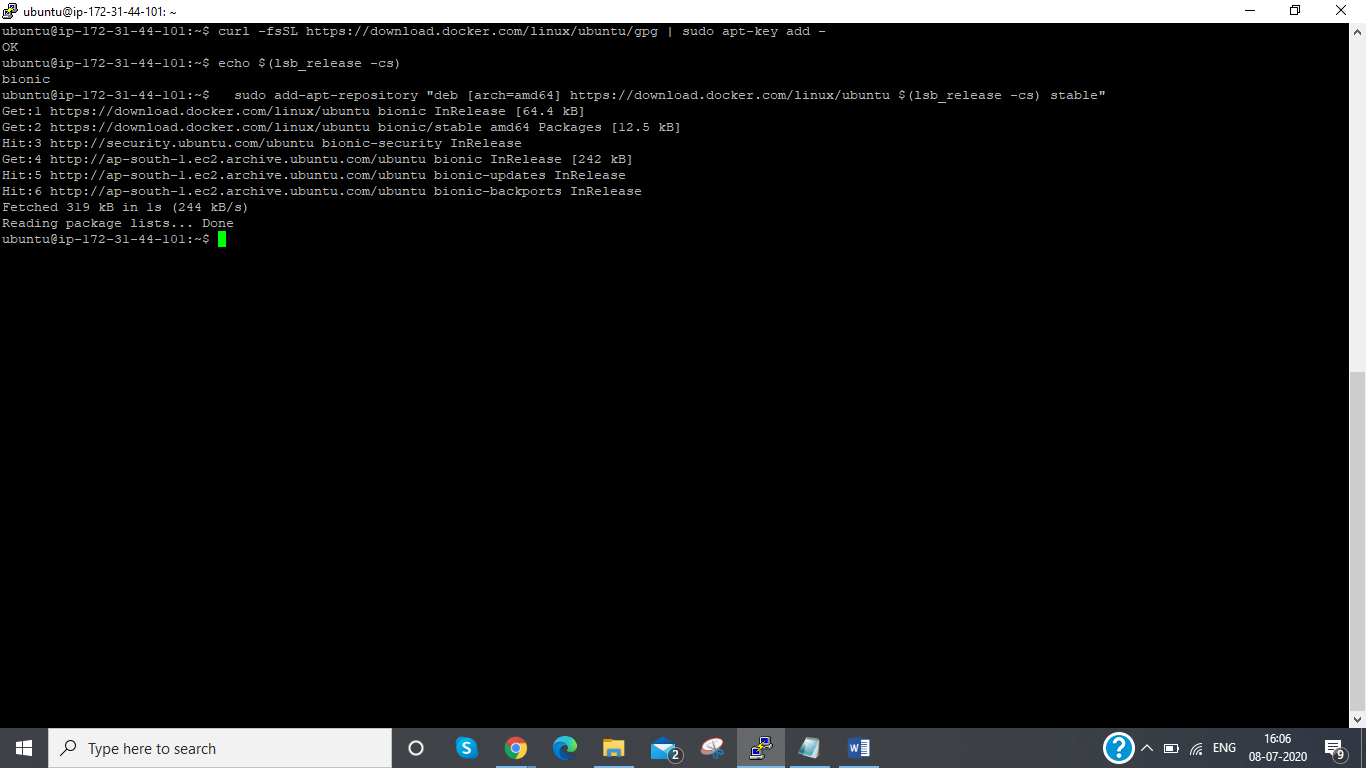 ubuntu@ip-172-31-44-101: ~
ubuntu@ip-172-31-44-101:~$ curl -fsSL https://download.docker.com/linux/ubuntu/gpg | sudo apt-key add -
OK
ubuntu@ip-172-31-44-101:~$ echo $(lsb_release -cs)
bionic
ubuntu@ip-172-31-44-101:~$   sudo add-apt-repository "deb [arch=amd64] https://download.docker.com/linux/ubuntu $(lsb_release -cs) stable"
Get:1 https://download.docker.com/linux/ubuntu bionic InRelease [64.4 kB]
Get:2 https://download.docker.com/linux/ubuntu bionic/stable amd64 Packages [12.5 kB]
Hit:3 http://security.ubuntu.com/ubuntu bionic-security InRelease
Get:4 http://ap-south-1.ec2.archive.ubuntu.com/ubuntu bionic InRelease [242 kB]
Hit:5 http://ap-south-1.ec2.archive.ubuntu.com/ubuntu bionic-updates InRelease
Hit:6 http://ap-south-1.ec2.archive.ubuntu.com/ubuntu bionic-backports InRelease
Fetched 319 kB in 1s (244 kB/s)
Reading package lists... Done
ubuntu@ip-172-31-44-101:~$
Type here to search
2
ENG
16:06
08-07-2020
9